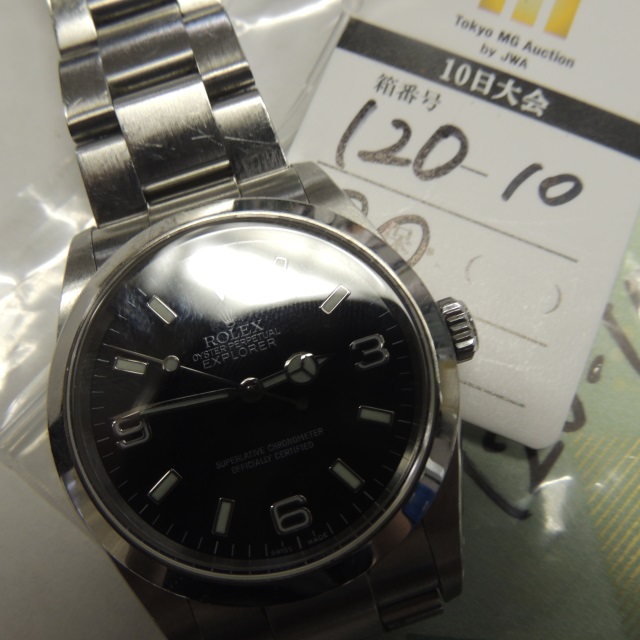 Tokyo MG Auction
by JWA
10日大会
箱番号
120-10
ROLEX
OYSTER PERPETUAL
EXPLORER
3
9
6
SUPERLATIVE CHRONOMETER
OFFICIALLY CERTIFIED